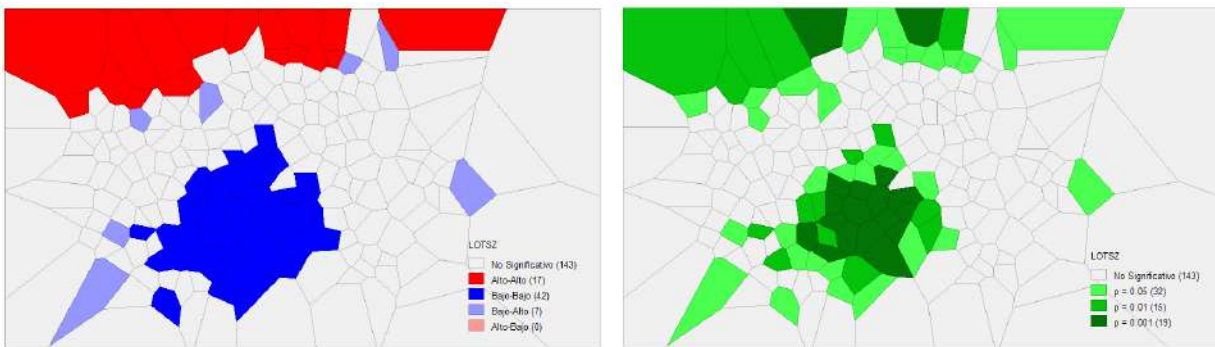 LOTSZ
No Significativo (143)
Alto-Alto (17)
Bajo-Bajo (42)
Bajo-Alto (7)
Alto-Bajo (0)
LOTSZ
No Significativo (143)
p = 0.05 (32)
p = 0.01 (15)
p = 0.001 (19)